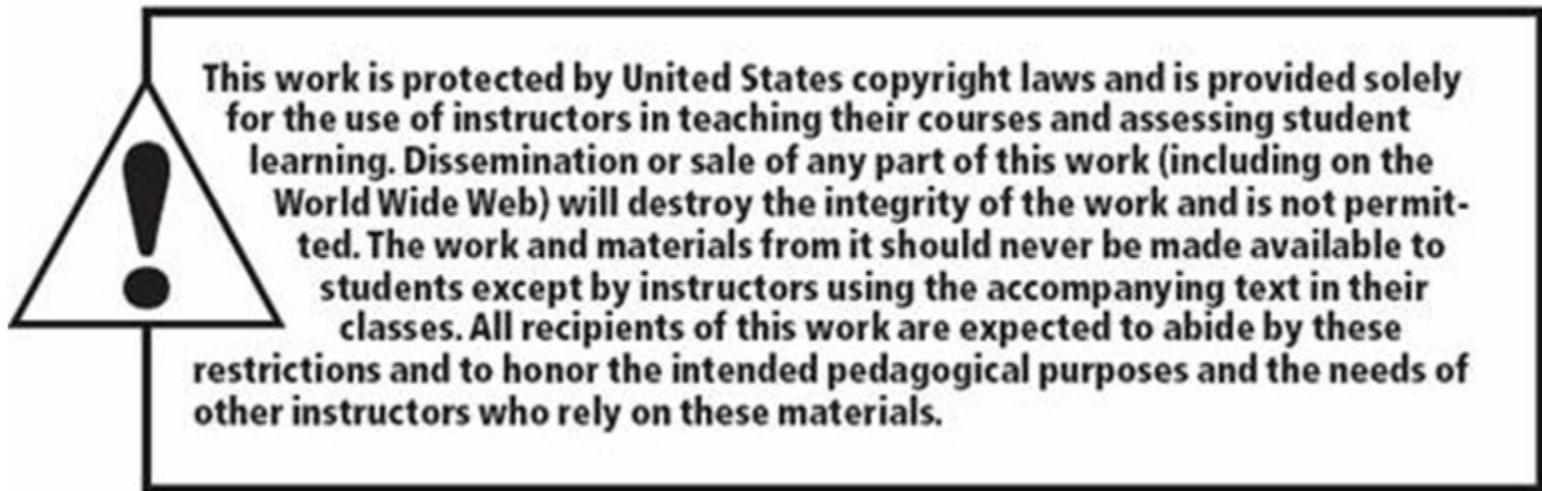 This work is protected by United States copyright laws and is provided solely
for the use of instructors in teaching their courses and assessing student
learning. Dissemination or sale of any part of this work (including on the
World Wide Web) will destroy the integrity of the work and is not permit-
ted. The work and materials from it should never be made available to
students except by instructors using the accompanying text in their
classes. All recipients of this work are expected to abide by these
restrictions and to honor the intended pedagogical purposes and the needs of
other instructors who rely on these materials.